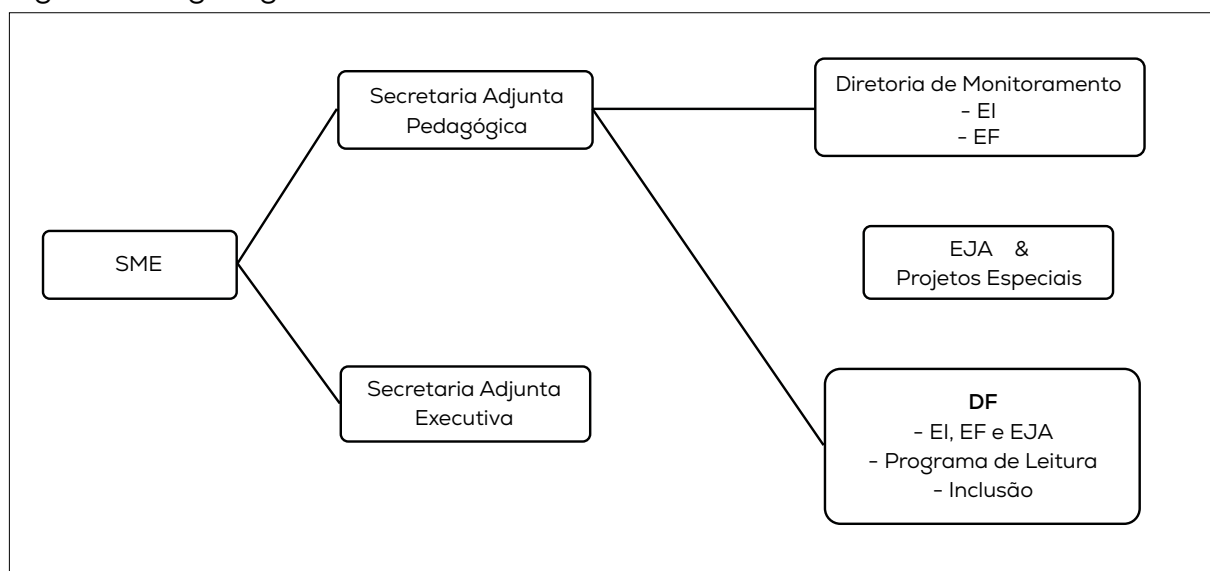 SME
Secretaria Adjunta
Pedagógica
Secretaria Adjunta
Executiva
Diretoria de Monitoramento
- EI
- EF
EJA &
Projetos Especiais
DF
- EI, EF e EJA
- Programa de Leitura
- Inclusão